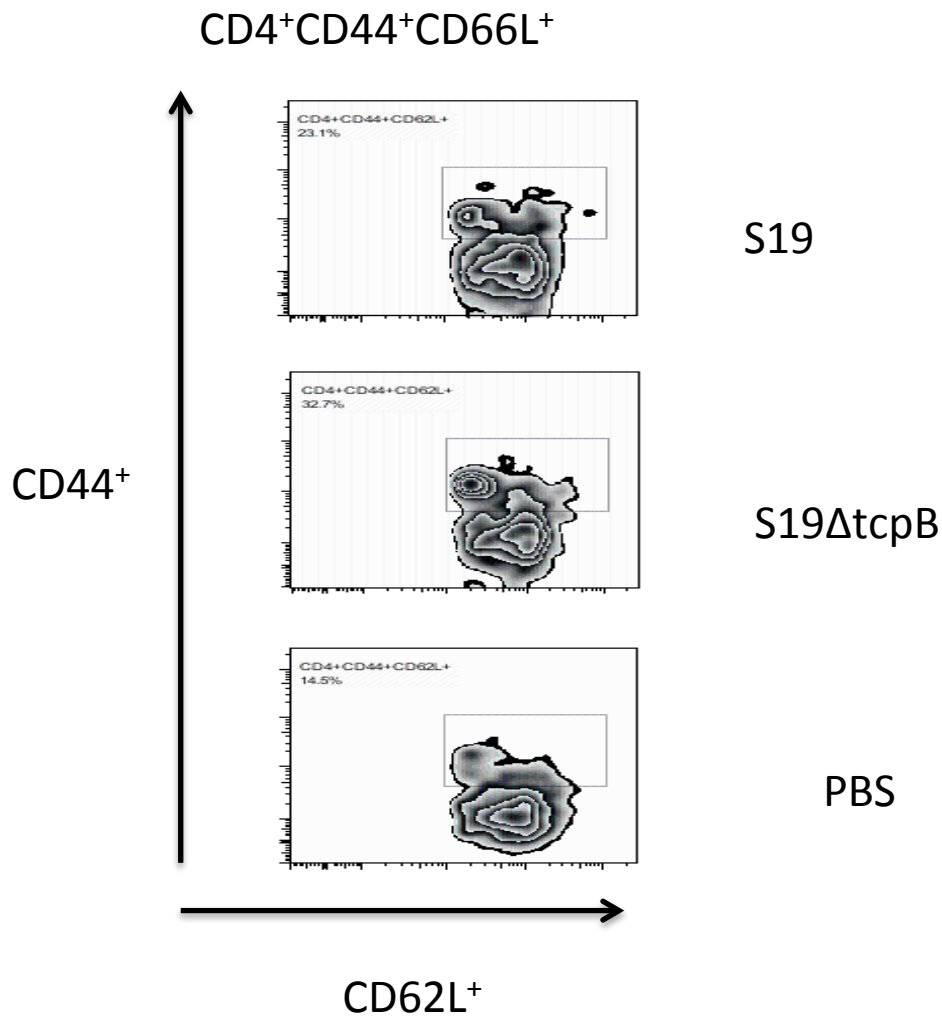 CD4⁺CD44⁺CD66L⁺
CD4+CD44+CD62L+
23.1%
S19
CD4+CD44+CD62L+
32.7%
CD44⁺
S19ΔtcpB
CD4+CD44+CD62L+
14.5%
PBS
CD62L⁺